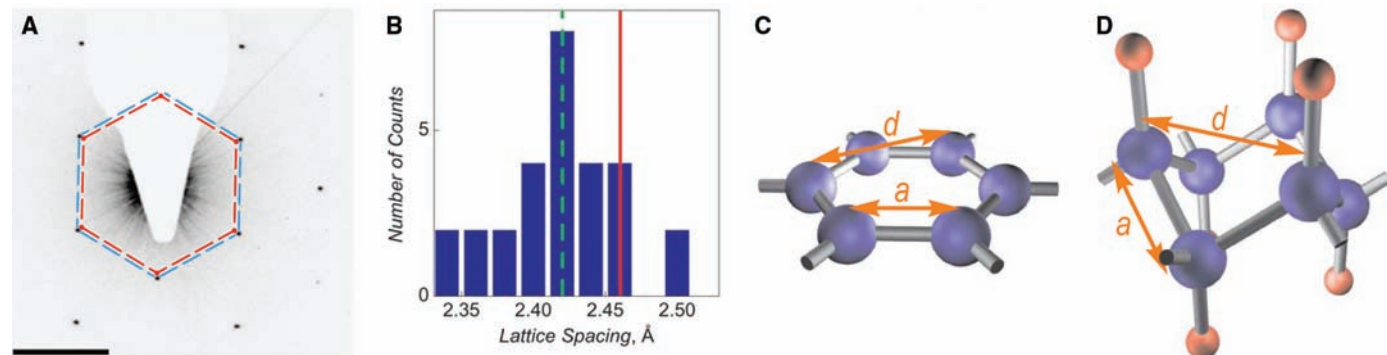 A
B
C
D
Number of Counts
5
0
2.35
2.40
2.45
2.50
Lattice Spacing, Å
d
a
d
a